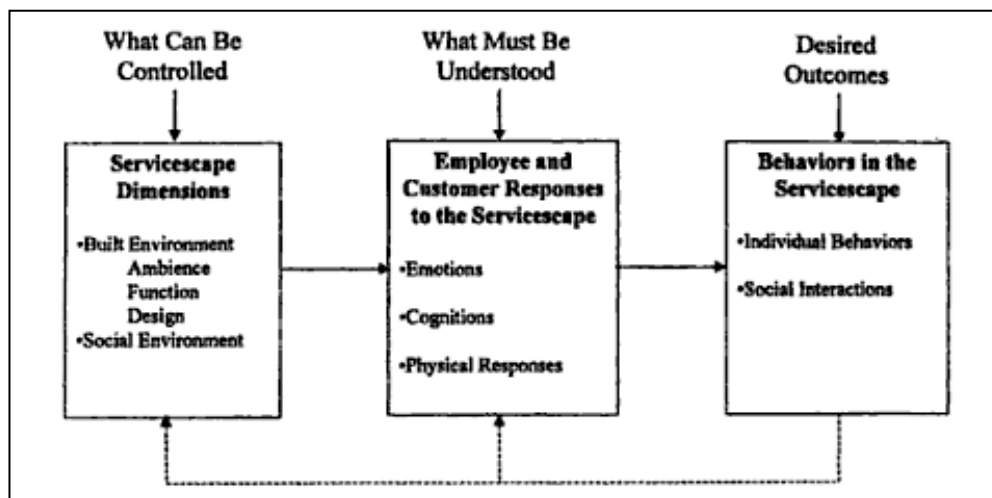 What Can Be
Controlled
What Must Be
Understood
Desired
Outcomes
Servicescape
Dimensions
•Built Environment
Ambience
Function
Design
•Social Environment
Employee and
Customer Responses
to the Servicescape
•Emotions
•Cognitions
•Physical Responses
Behaviors in the
Servicescape
•Individual Behaviors
•Social Interactions